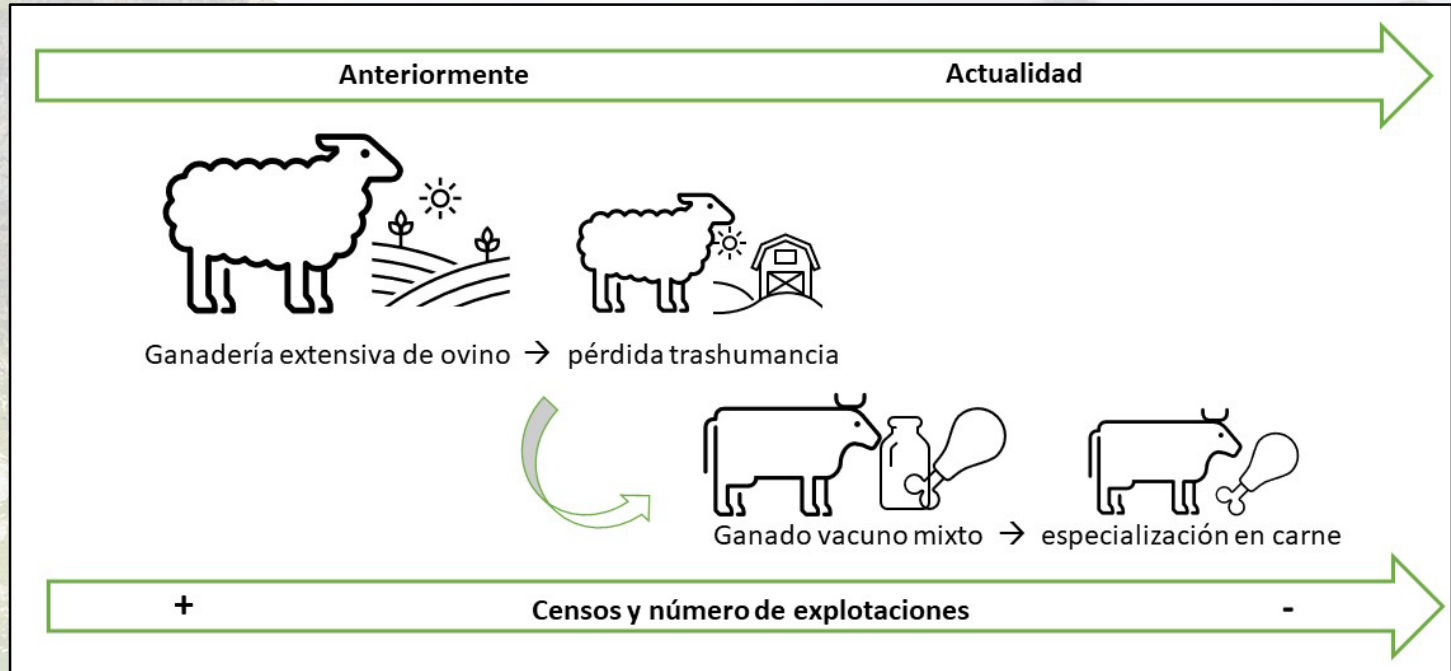 Anteriormente Actualidad
Ganadería extensiva de ovino → pérdida trashumancia
Ganado vacuno mixto → especialización en carne
+ Censos y número de explotaciones -